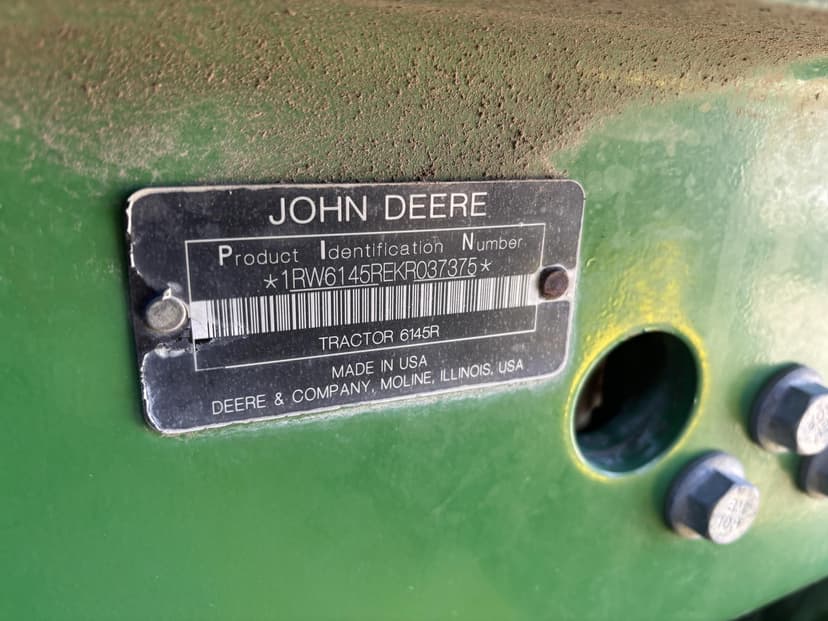 JOHN DEERE
Product Identification Number
*1RW6145REKR037375*
TRACTOR 6145R
MADE IN USA
DEERE & COMPANY, MOLINE, ILLINOIS, USA